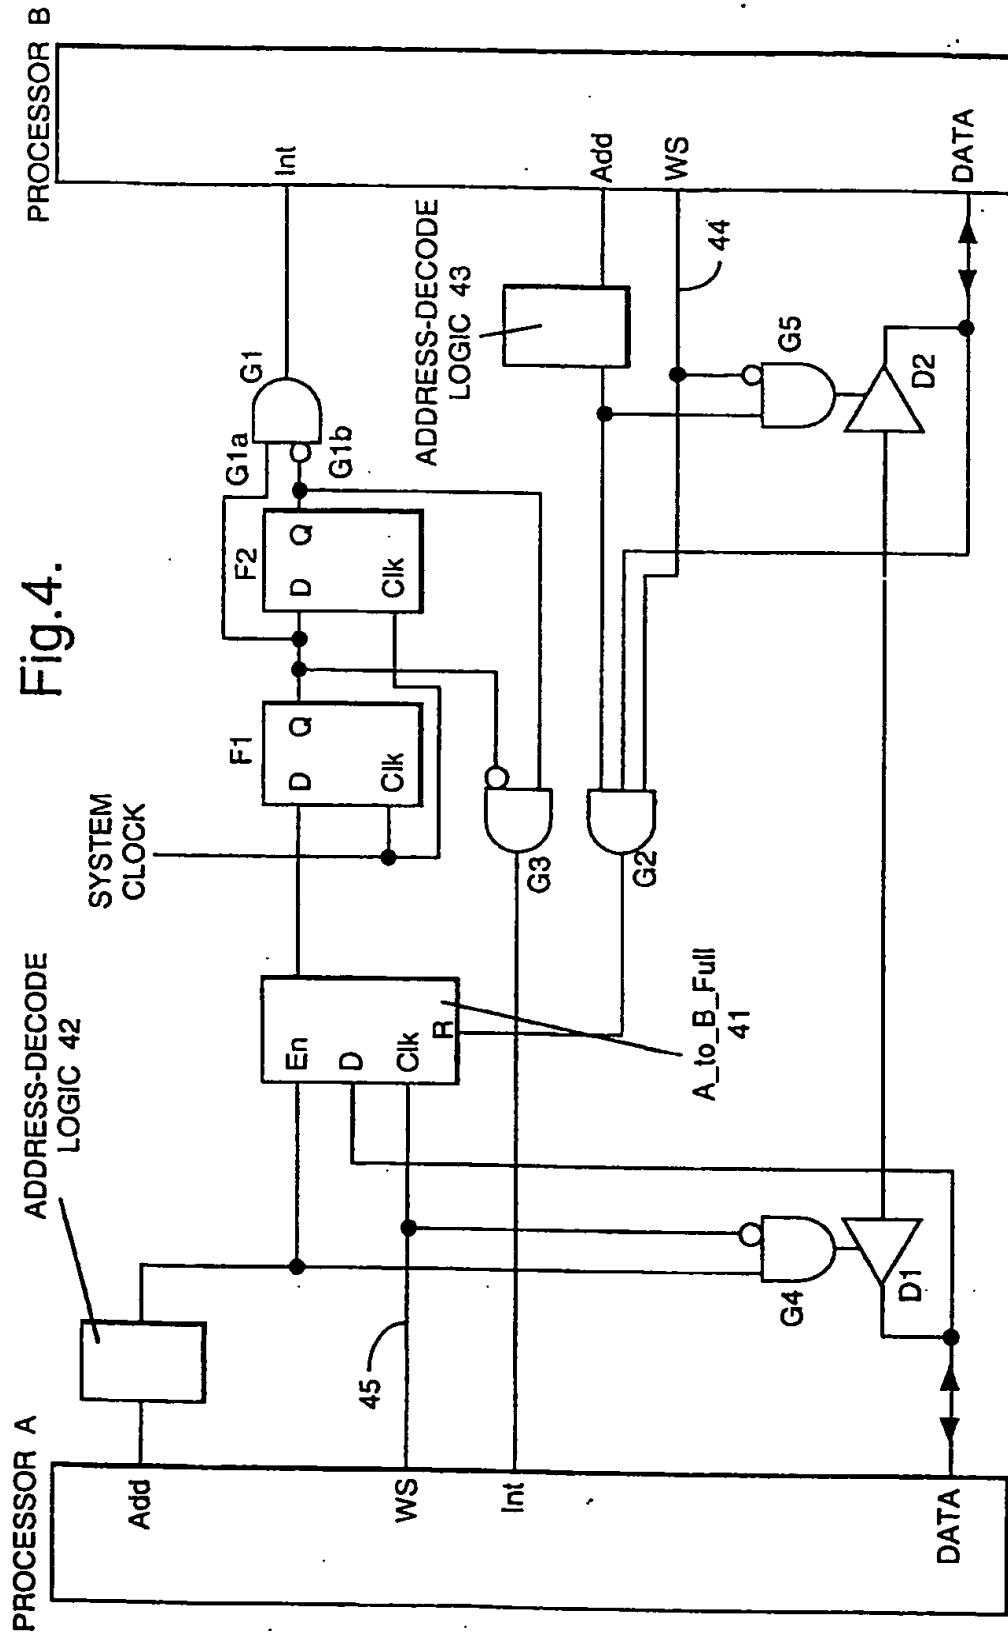 Fig.4.
PROCESSOR A
PROCESSOR B
ADDRESS-DECODE
LOGIC 42
SYSTEM
CLOCK
F1
F2
G1a
G1
G1b
Add
En
D
Clk
R
D
Q
Clk
D
Q
Clk
Int
ADDRESS-DECODE
LOGIC 43
WS
45
Int
A_to_B_Full
41
G3
G2
Add
WS
44
G4
G5
D1
D2
DATA
DATA